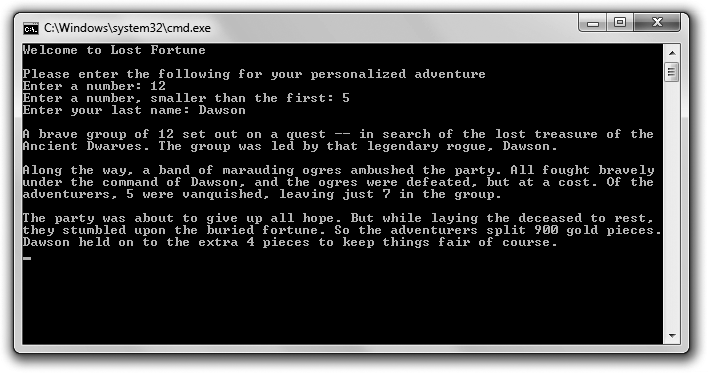 C:\Windows\system32\cmd.exe
Welcome to Lost Fortune
Please enter the following for your personalized adventure
Enter a number: 12
Enter a number, smaller than the first: 5
Enter your last name: Dawson
A brave group of 12 set out on a quest -- in search of the lost treasure of the
Ancient Dwarves. The group was led by that legendary rogue, Dawson.
Along the way, a band of marauding ogres ambushed the party. All fought bravely
under the command of Dawson, and the ogres were defeated, but at a cost. Of the
adventurers, 5 were vanquished, leaving just 7 in the group.
The party was about to give up all hope. But while laying the deceased to rest,
they stumbled upon the buried fortune. So the adventurers split 900 gold pieces.
Dawson held on to the extra 4 pieces to keep things fair of course.